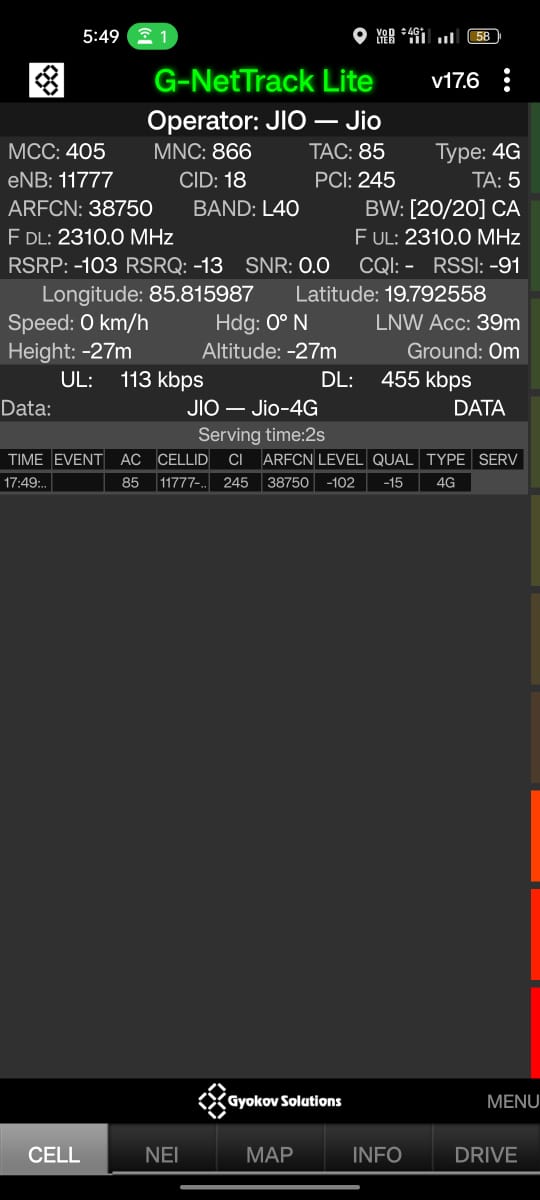 5:49 1 VoD LTE2 4G+ 58
G-NetTrack Lite v17.6
Operator: JIO — Jio
MCC: 405 MNC: 866 TAC: 85 Type: 4G
eNB: 11777 CID: 18 PCI: 245 TA: 5
ARFCN: 38750 BAND: L40 BW: [20/20] CA
F DL: 2310.0 MHz F UL: 2310.0 MHz
RSRP: -103 RSRQ: -13 SNR: 0.0 CQI: - RSSI: -91
Longitude: 85.815987 Latitude: 19.792558
Speed: 0 km/h Hdg: 0° N LNW Acc: 39m
Height: -27m Altitude: -27m Ground: 0m
UL: 113 kbps DL: 455 kbps
Data: JIO — Jio-4G DATA
Serving time:2s
TIME EVENT AC CELLID CI ARFCN LEVEL QUAL TYPE SERV
17:49:.. 85 11777-.. 245 38750 -102 -15 4G
Gyokov Solutions MENU
CELL NEI MAP INFO DRIVE